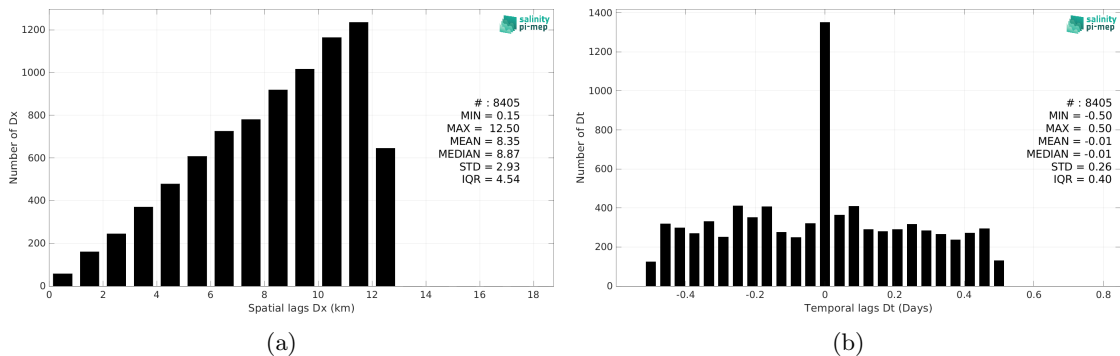 salinity
pi-mep
1200
1000
800
600
400
200
0
Number of Dx
# : 8405
MIN = 0.15
MAX = 12.50
MEAN = 8.35
MEDIAN = 8.87
STD = 2.93
IQR = 4.54
0 2 4 6 8 10 12 14 16 18
Spatial lags Dx (km)
(a)
salinity
pi-mep
1400
1200
1000
800
600
400
200
0
Number of Dt
# : 8405
MIN = -0.50
MAX = 0.50
MEAN = -0.01
MEDIAN = -0.01
STD = 0.26
IQR = 0.40
-0.4 -0.2 0 0.2 0.4 0.6 0.8
Temporal lags Dt (Days)
(b)